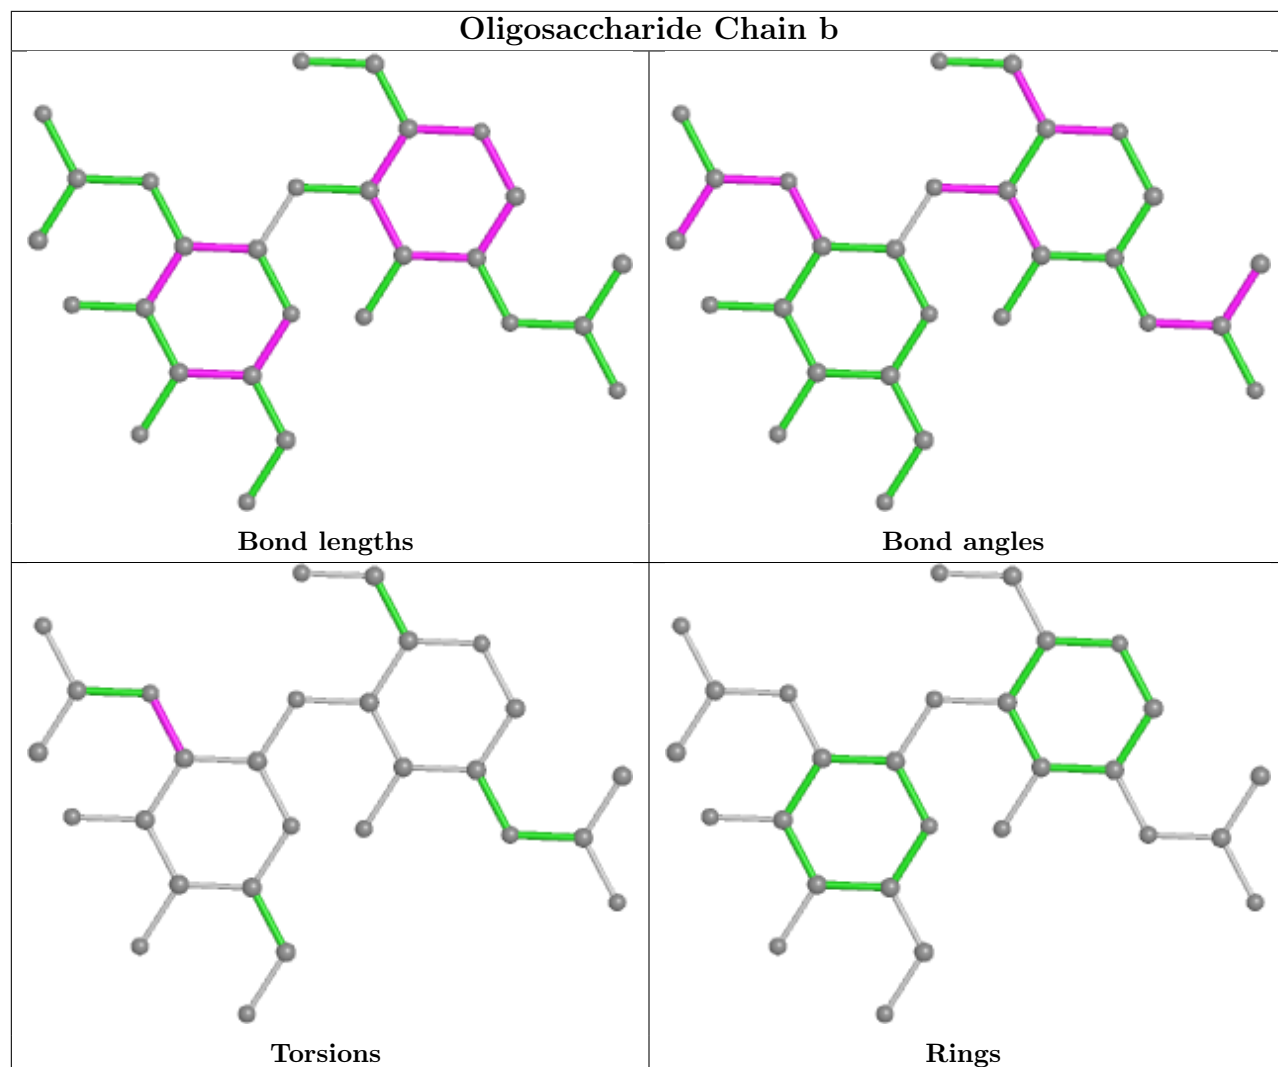 Oligosaccharide Chain b
Bond lengths
Bond angles
Torsions
Rings